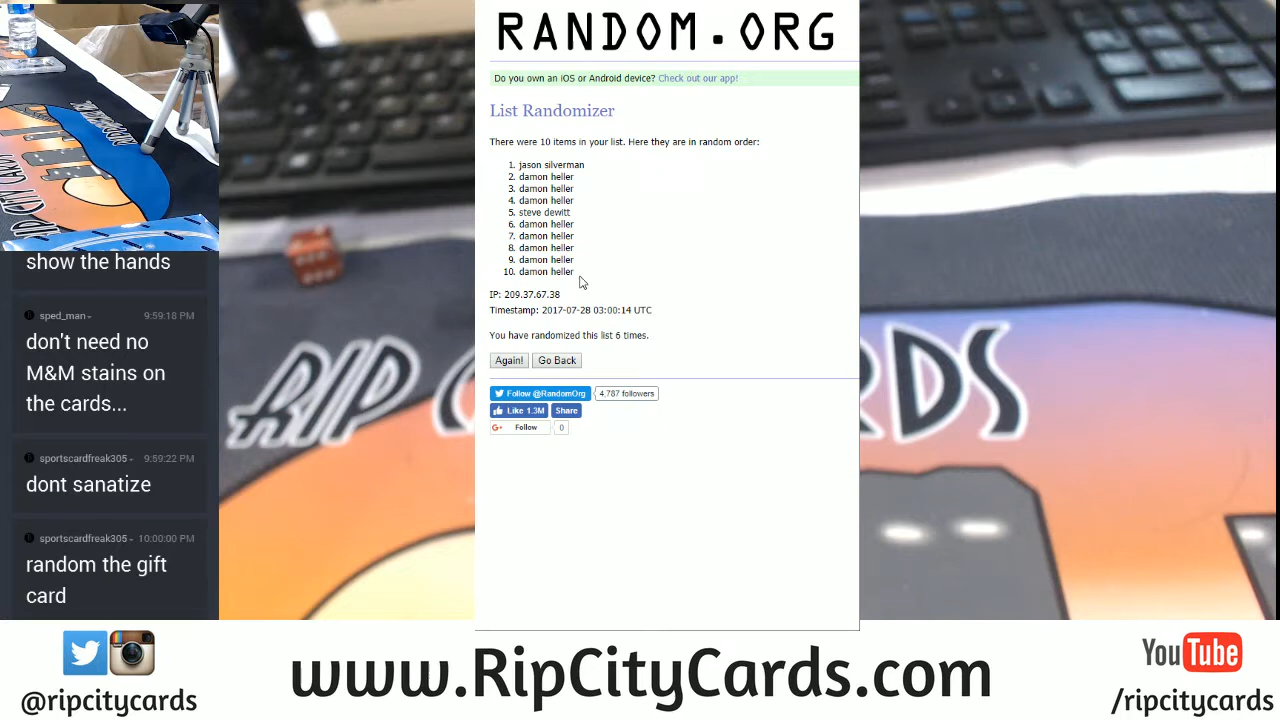 RANDOM.ORG
Do you own an iOS or Android device? Check out our app!
List Randomizer
There were 10 items in your list. Here they are in random order:
1. jason silverman
2. damon heller
3. damon heller
4. damon heller
5. steve dewitt
6. damon heller
7. damon heller
8. damon heller
9. damon heller
10. damon heller
IP: 209.37.67.38
Timestamp: 2017-07-28 03:00:14 UTC
You have randomized this list 6 times.
Again! Go Back
Follow @RandomOrg 4,787 followers
Like 1.3M Share
G+ Follow 0
show the hands
sped_man 9:59:18 PM
don't need no
M&M stains on
the cards...
sportscardfreak305 9:59:22 PM
dont sanatize
sportscardfreak305 10:00:00 PM
random the gift
card
RIP C
RDS
@ripcitycards
www.RipCityCards.com
YouTube
/ripcitycards